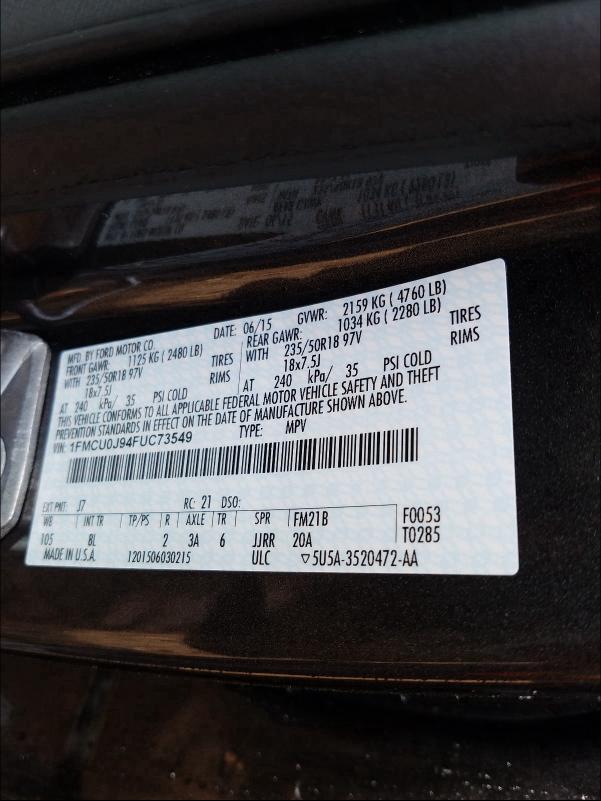 MFD. BY FORD MOTOR CO.
DATE: 06/15
GVWR: 2159 KG ( 4760 LB)
FRONT GAWR: 1125 KG ( 2480 LB)
REAR GAWR: 1034 KG ( 2280 LB)
WITH 235/50R18 97V TIRES
WITH 235/50R18 97V TIRES
18x7.5J RIMS
18x7.5J RIMS
AT 240 kPa/ 35 PSI COLD
AT 240 kPa/ 35 PSI COLD
THIS VEHICLE CONFORMS TO ALL APPLICABLE FEDERAL MOTOR VEHICLE SAFETY AND THEFT
PREVENTION STANDARDS IN EFFECT ON THE DATE OF MANUFACTURE SHOWN ABOVE.
VIN: 1FMCU0J94FUC73549
TYPE: MPV
EXT PNT: J7 RC: 21 DSO:
WB INT TR TP/PS R AXLE TR SPR FM21B F0053
105 8L 2 3A 6 JJRR 20A T0285
MADE IN U.S.A. 1201506030215 ULC ▽5U5A-3520472-AA